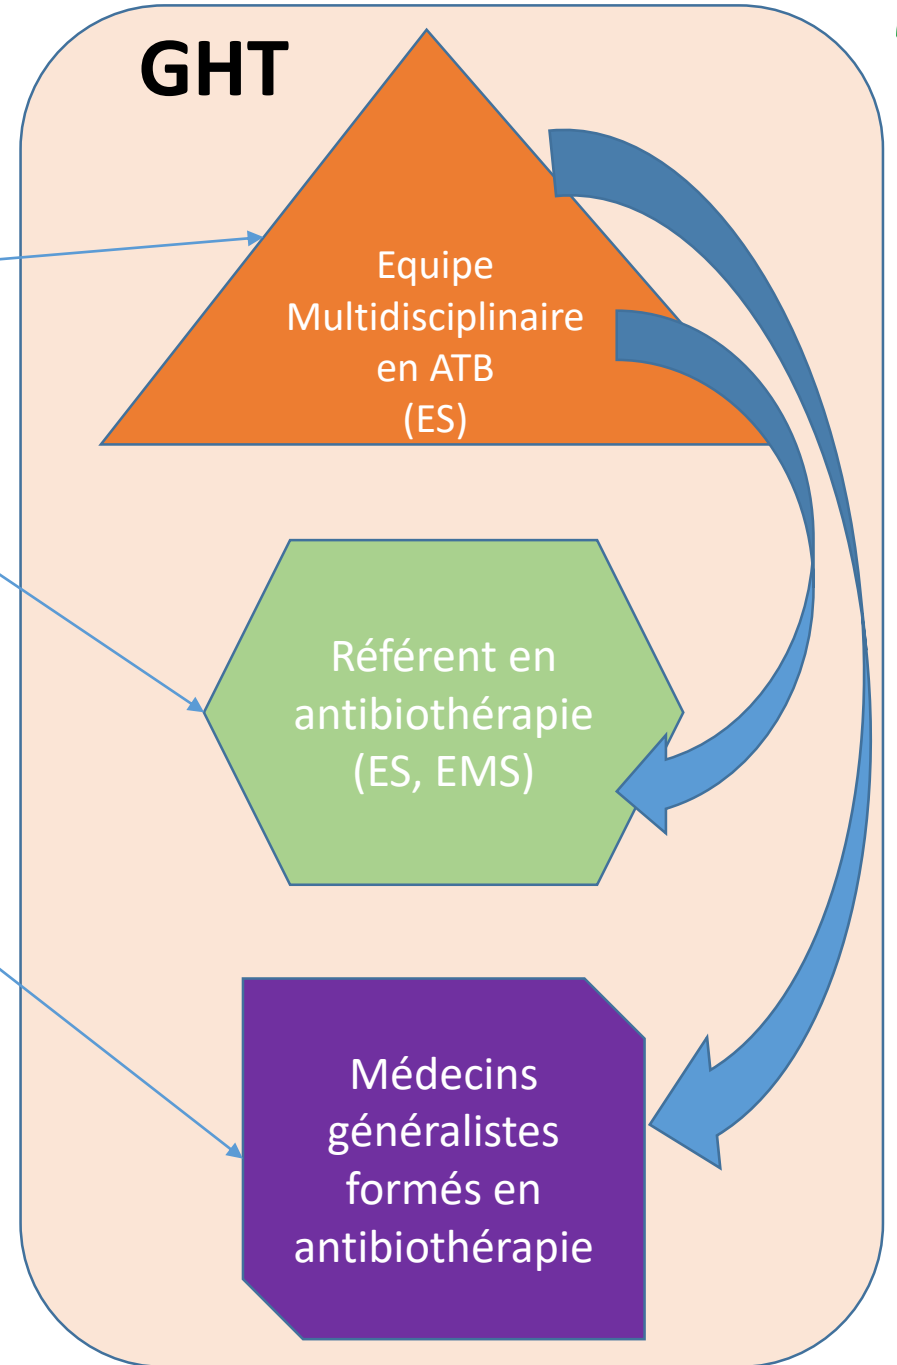 GHT
Equipe
Multidisciplinaire
en ATB
(ES)
Référent en
antibiothérapie
(ES, EMS)
Médecins
généralistes
formés en
antibiothérapie